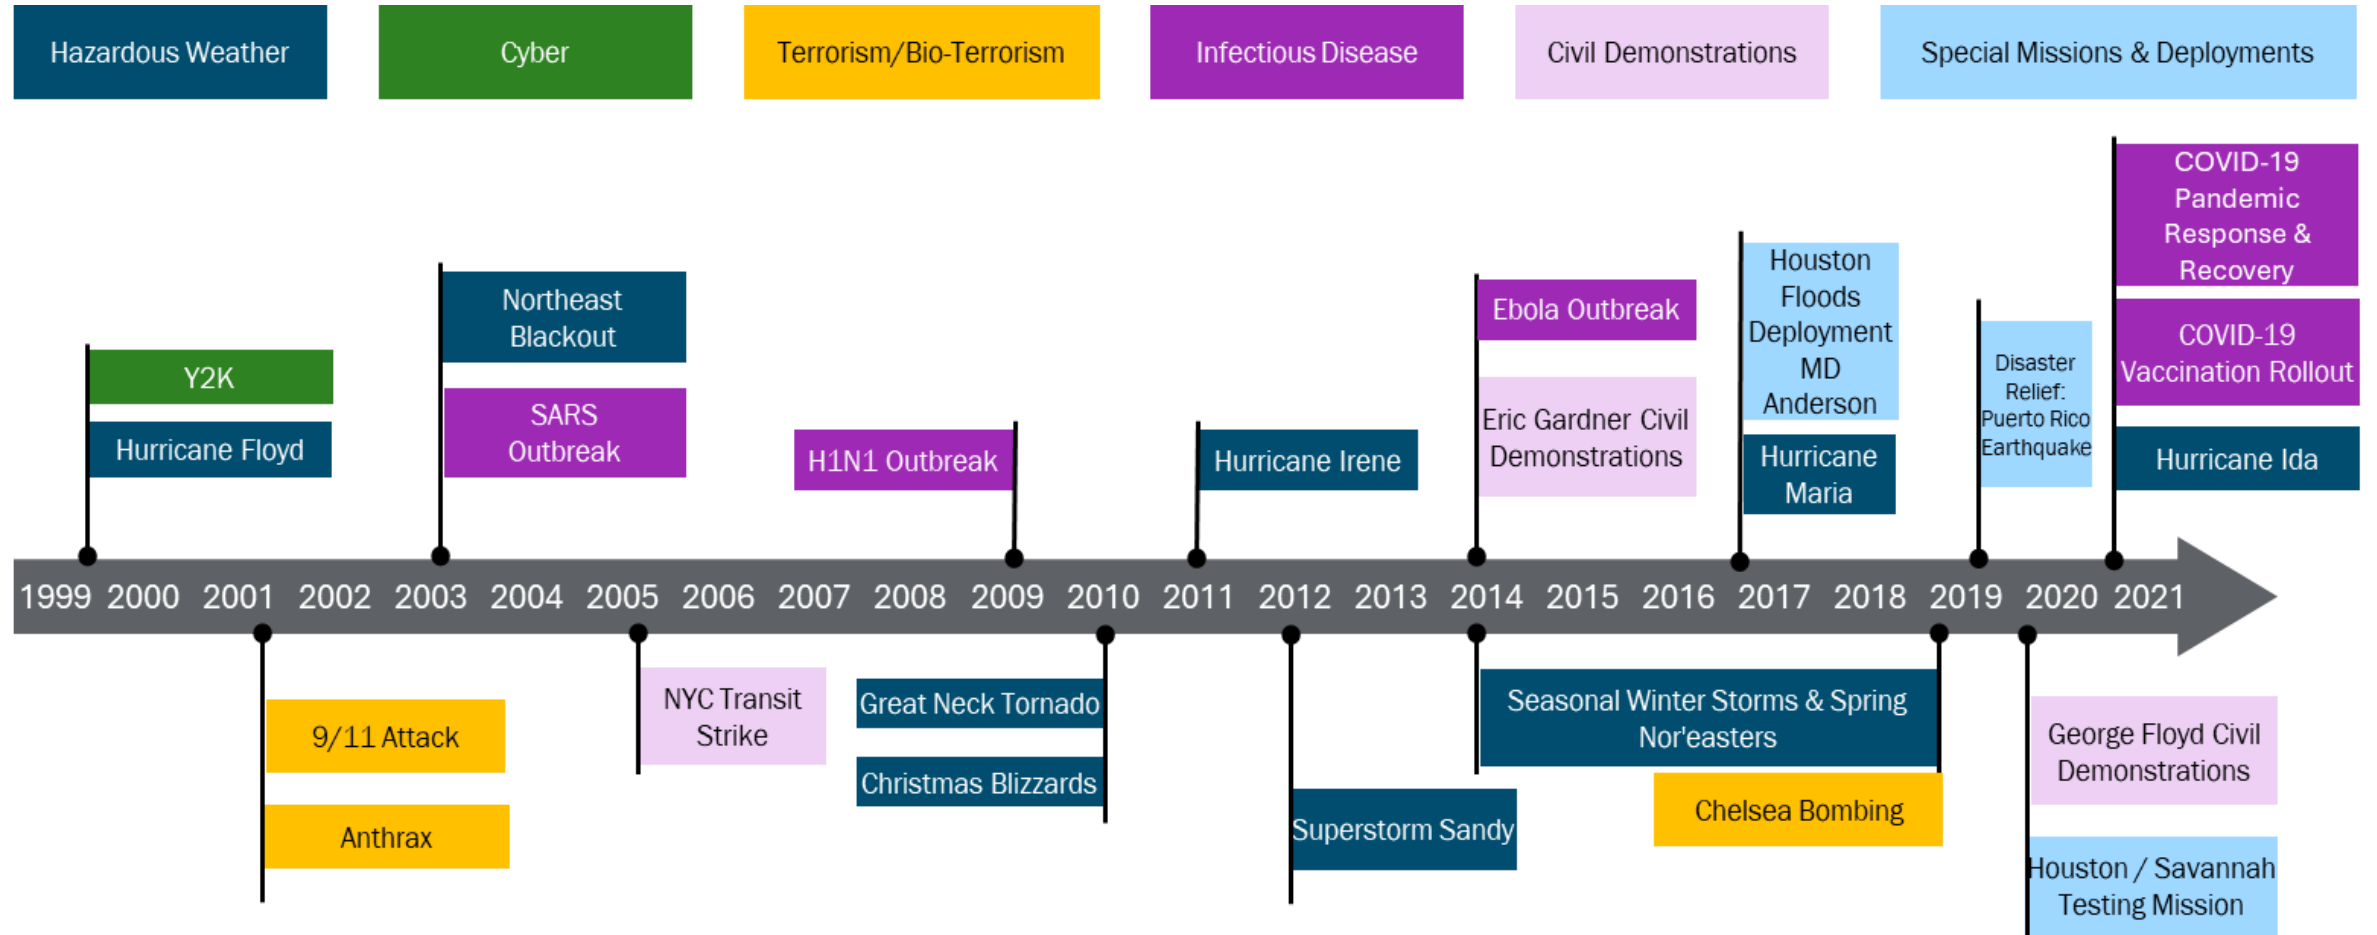 Hazardous Weather
Cyber
Terrorism/Bio-Terrorism
Infectious Disease
Civil Demonstrations
Special Missions & Deployments
COVID-19
Pandemic
Response &
Recovery
COVID-19
Vaccination Rollout
Hurricane Ida
Y2K
Hurricane Floyd
Northeast
Blackout
SARS
Outbreak
H1N1 Outbreak
Hurricane Irene
Ebola Outbreak
Eric Gardner Civil
Demonstrations
Houston
Floods
Deployment
MD
Anderson
Hurricane
Maria
Disaster
Relief:
Puerto Rico
Earthquake
1999 2000 2001 2002 2003 2004 2005 2006 2007 2008 2009 2010 2011 2012 2013 2014 2015 2016 2017 2018 2019 2020 2021
9/11 Attack
Anthrax
NYC Transit
Strike
Great Neck Tornado
Christmas Blizzards
Superstorm Sandy
Seasonal Winter Storms & Spring
Nor'easters
Chelsea Bombing
George Floyd Civil
Demonstrations
Houston / Savannah
Testing Mission